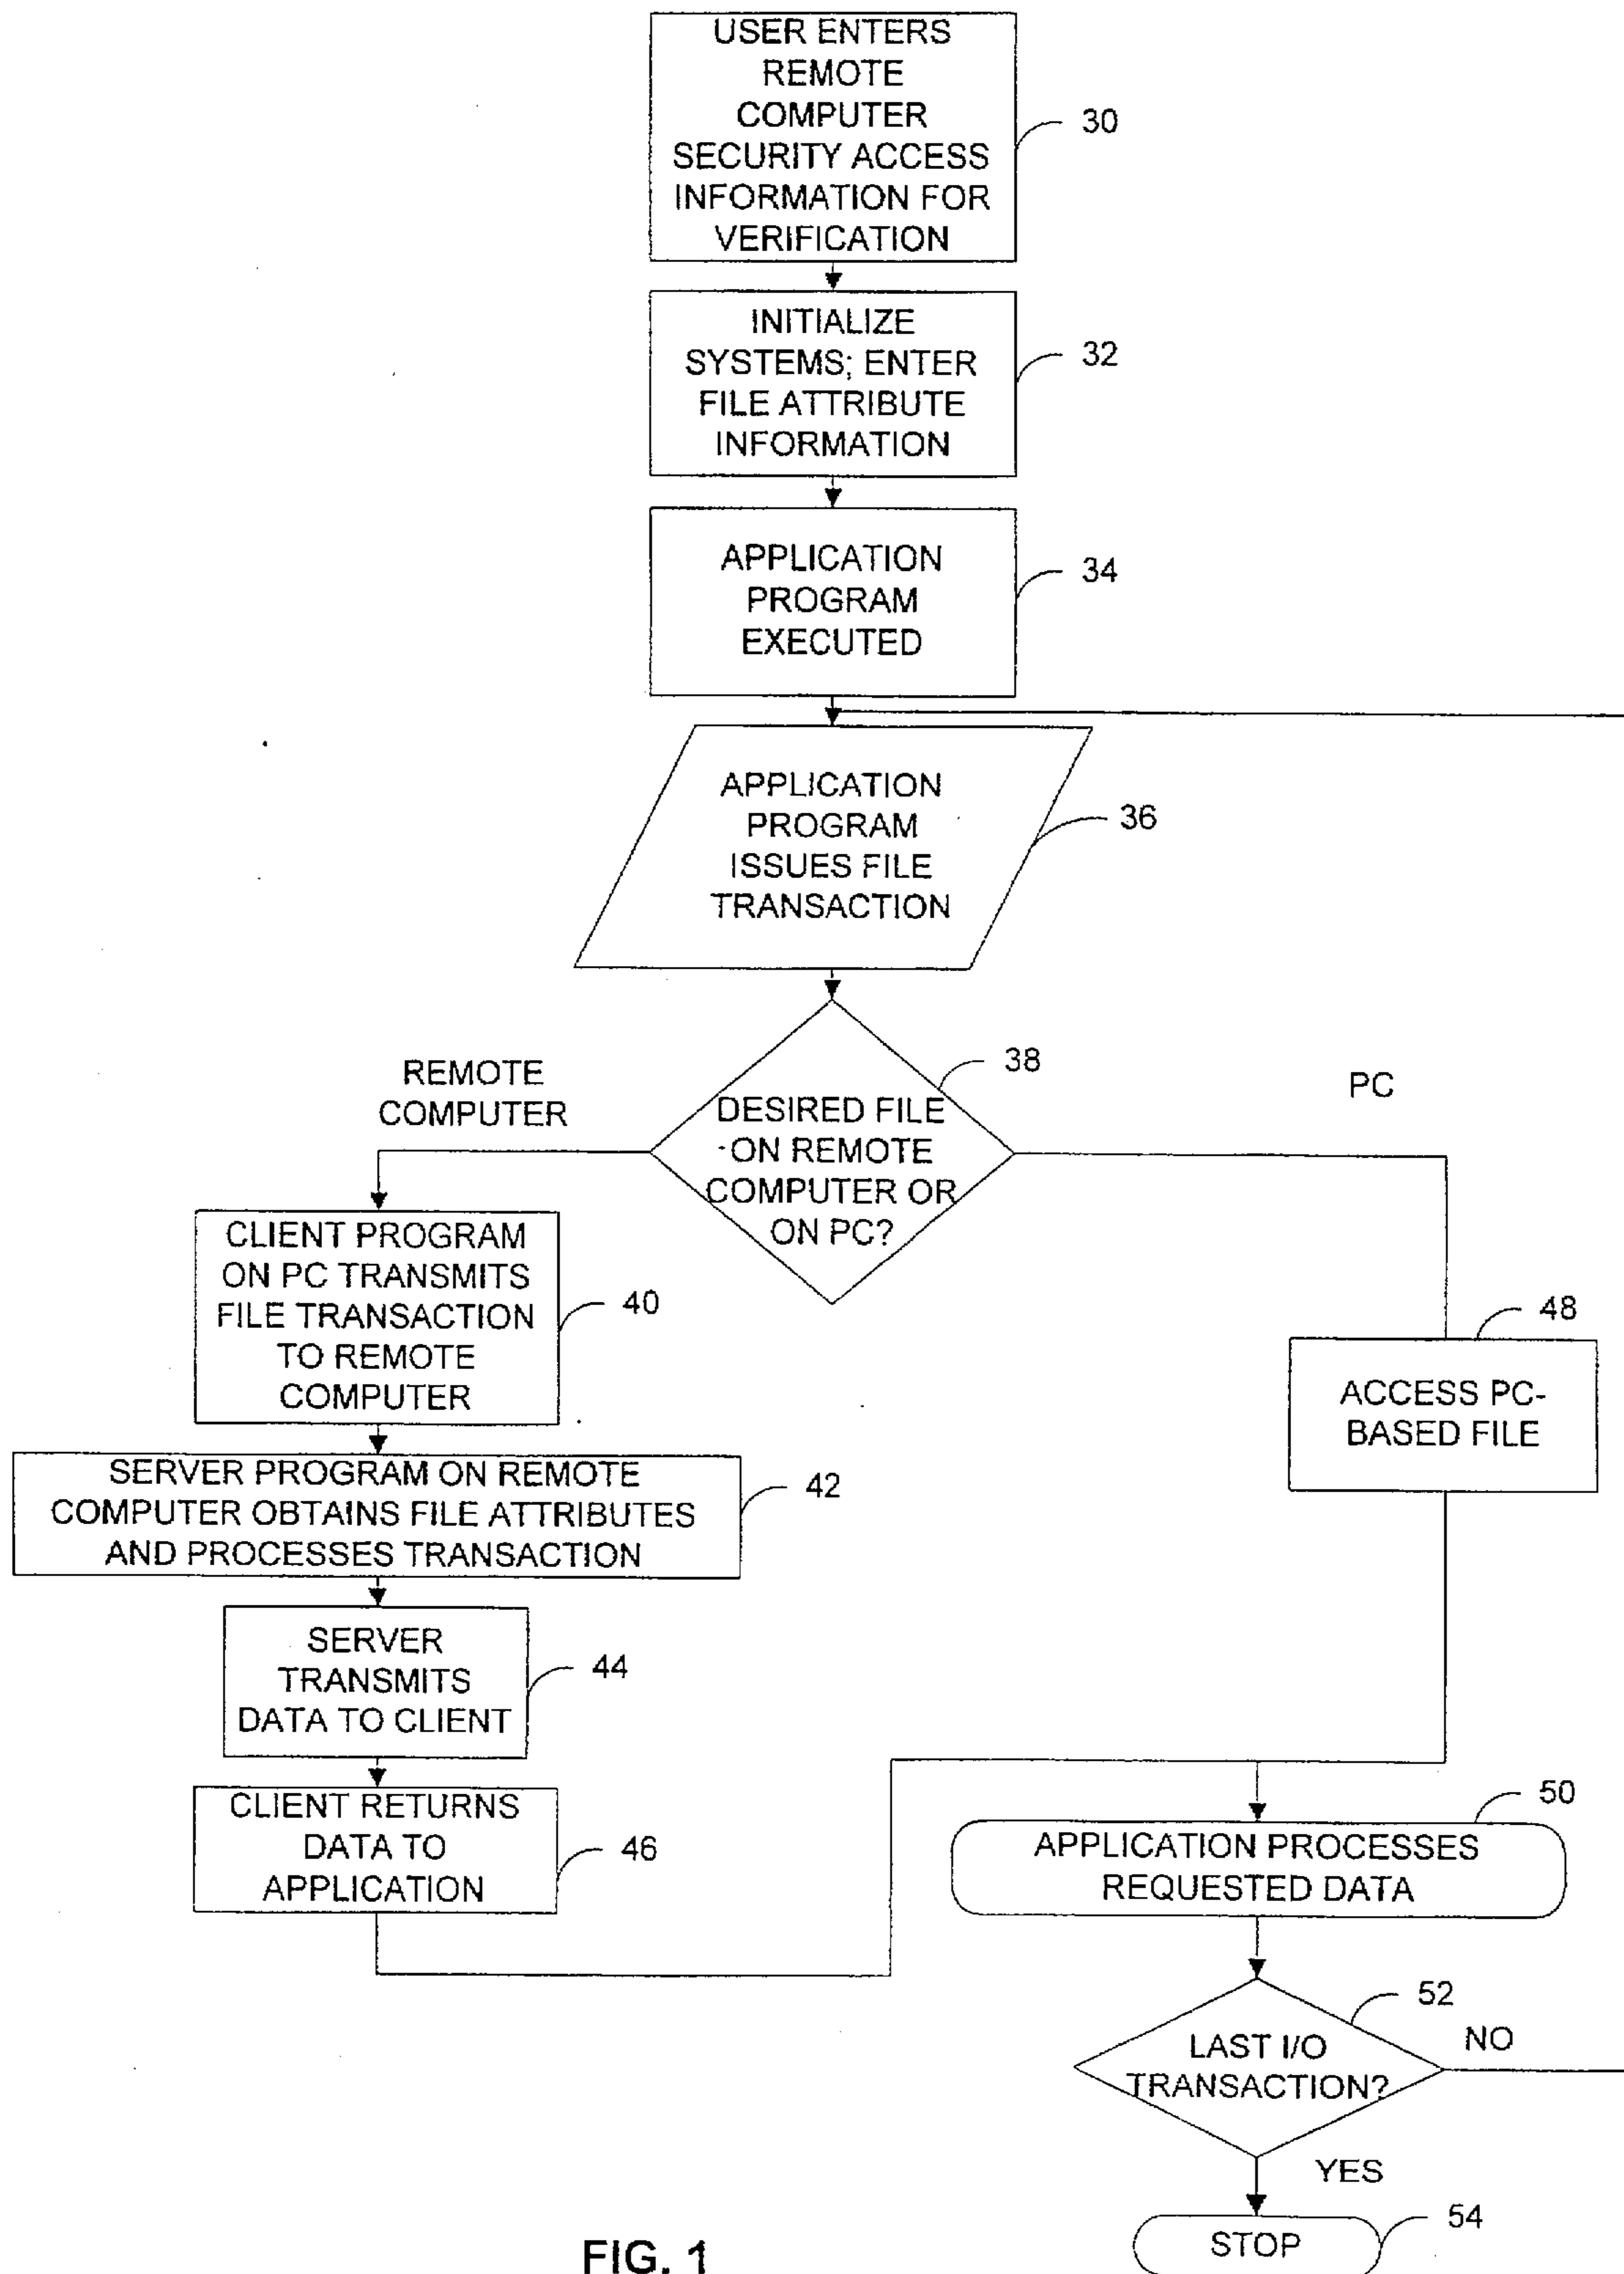 USER ENTERS
REMOTE
COMPUTER
SECURITY ACCESS
INFORMATION FOR
VERIFICATION
30
INITIALIZE
SYSTEMS; ENTER
FILE ATTRIBUTE
INFORMATION
32
APPLICATION
PROGRAM
EXECUTED
34
APPLICATION
PROGRAM
ISSUES FILE
TRANSACTION
36
38
DESIRED FILE
ON REMOTE
COMPUTER OR
ON PC?
REMOTE
COMPUTER
PC
CLIENT PROGRAM
ON PC TRANSMITS
FILE TRANSACTION
TO REMOTE
COMPUTER
40
48
ACCESS PC-
BASED FILE
SERVER PROGRAM ON REMOTE
COMPUTER OBTAINS FILE ATTRIBUTES
AND PROCESSES TRANSACTION
42
SERVER
TRANSMITS
DATA TO CLIENT
44
CLIENT RETURNS
DATA TO
APPLICATION
46
50
APPLICATION PROCESSES
REQUESTED DATA
52
LAST I/O
TRANSACTION?
NO
YES
STOP
54
FIG. 1